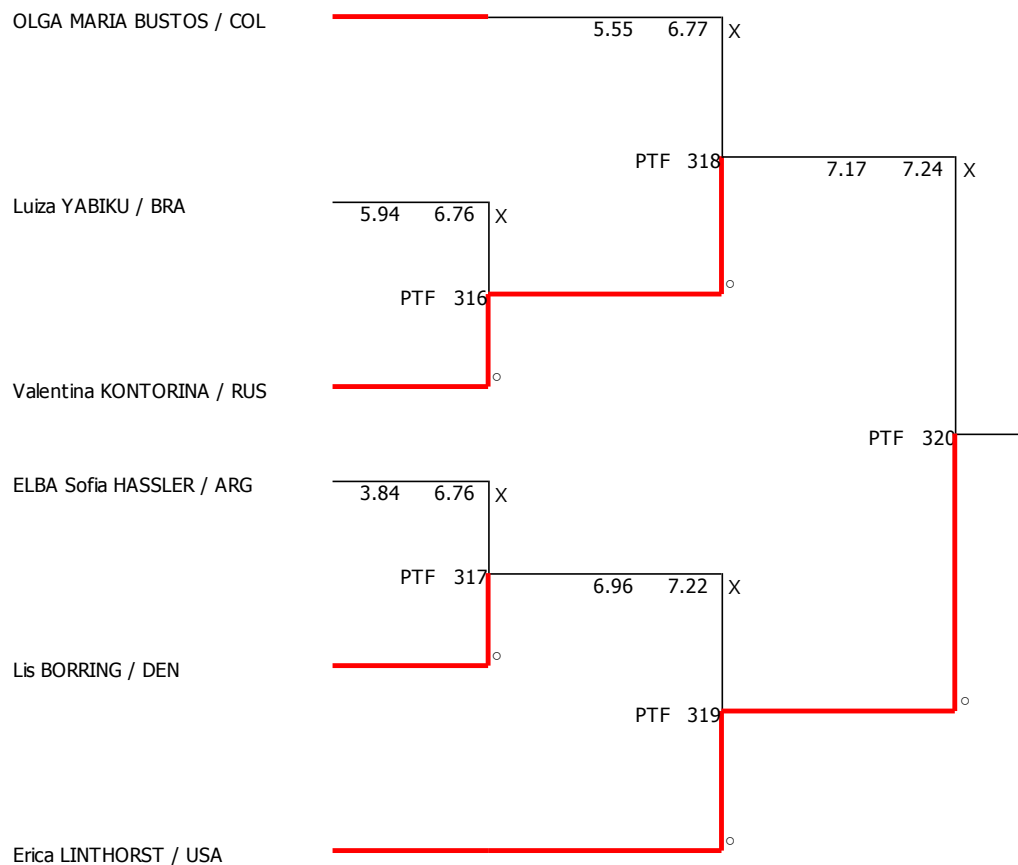 OLGA MARIA BUSTOS / COL
5.55 6.77 X
PTF 318
7.17 7.24 X
Luiza YABIKU / BRA
5.94 6.76 X
PTF 316
Valentina KONTORINA / RUS
PTF 320
ELBA Sofia HASSLER / ARG
3.84 6.76 X
PTF 317
6.96 7.22 X
Lis BORRING / DEN
PTF 319
Erica LINTHORST / USA